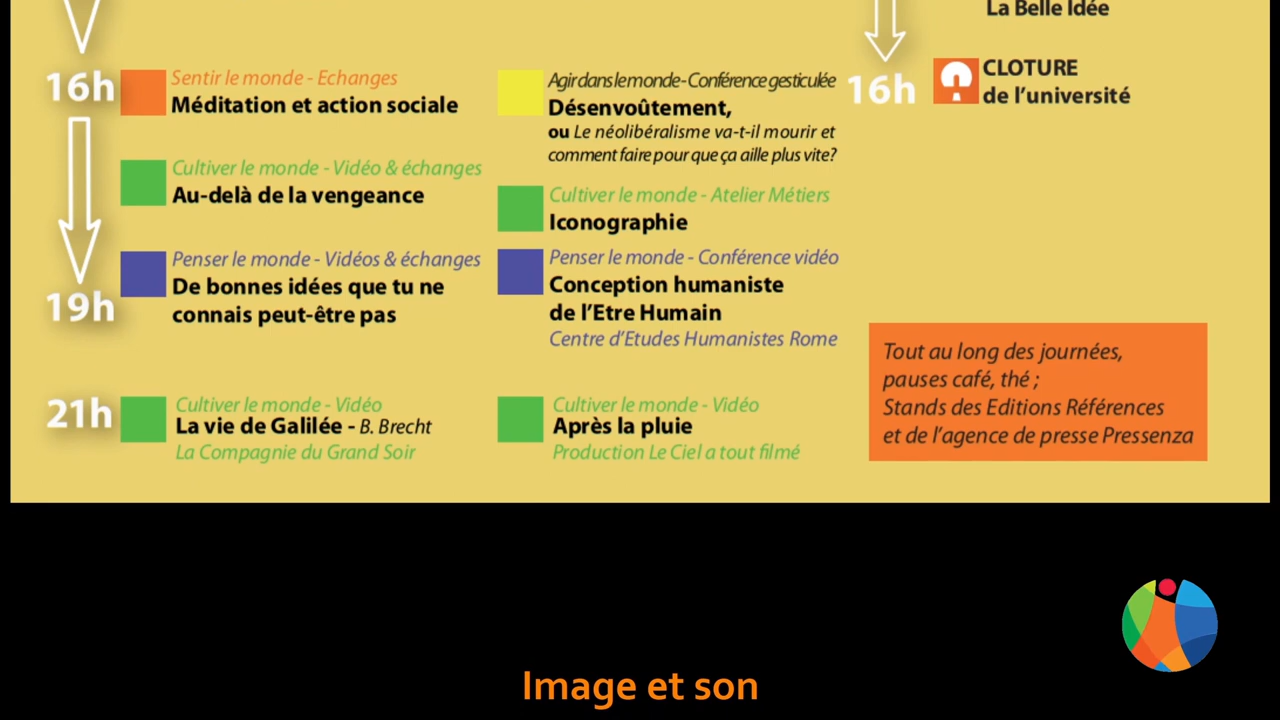 16h
Sentir le monde - Echanges
Méditation et action sociale
Cultiver le monde - Vidéo & échanges
Au-delà de la vengeance
Penser le monde - Vidéos & échanges
De bonnes idées que tu ne
connais peut-être pas
19h
21h
Cultiver le monde - Vidéo
La vie de Galilée - B. Brecht
La Compagnie du Grand Soir
Agir dans le monde - Conférence gesticulée
Désenvoûtement,
ou Le néolibéralisme va-t-il mourir et
comment faire pour que ça aille plus vite?
Cultiver le monde - Atelier Métiers
Iconographie
Penser le monde - Conférence vidéo
Conception humaniste
de l’Etre Humain
Centre d’Etudes Humanistes Rome
Cultiver le monde - Vidéo
Après la pluie
Production Le Ciel a tout filmé
La Belle Idée
16h
CLOTURE
de l’université
Tout au long des journées,
pauses café, thé ;
Stands des Editions Références
et de l’agence de presse Pressenza
Image et son